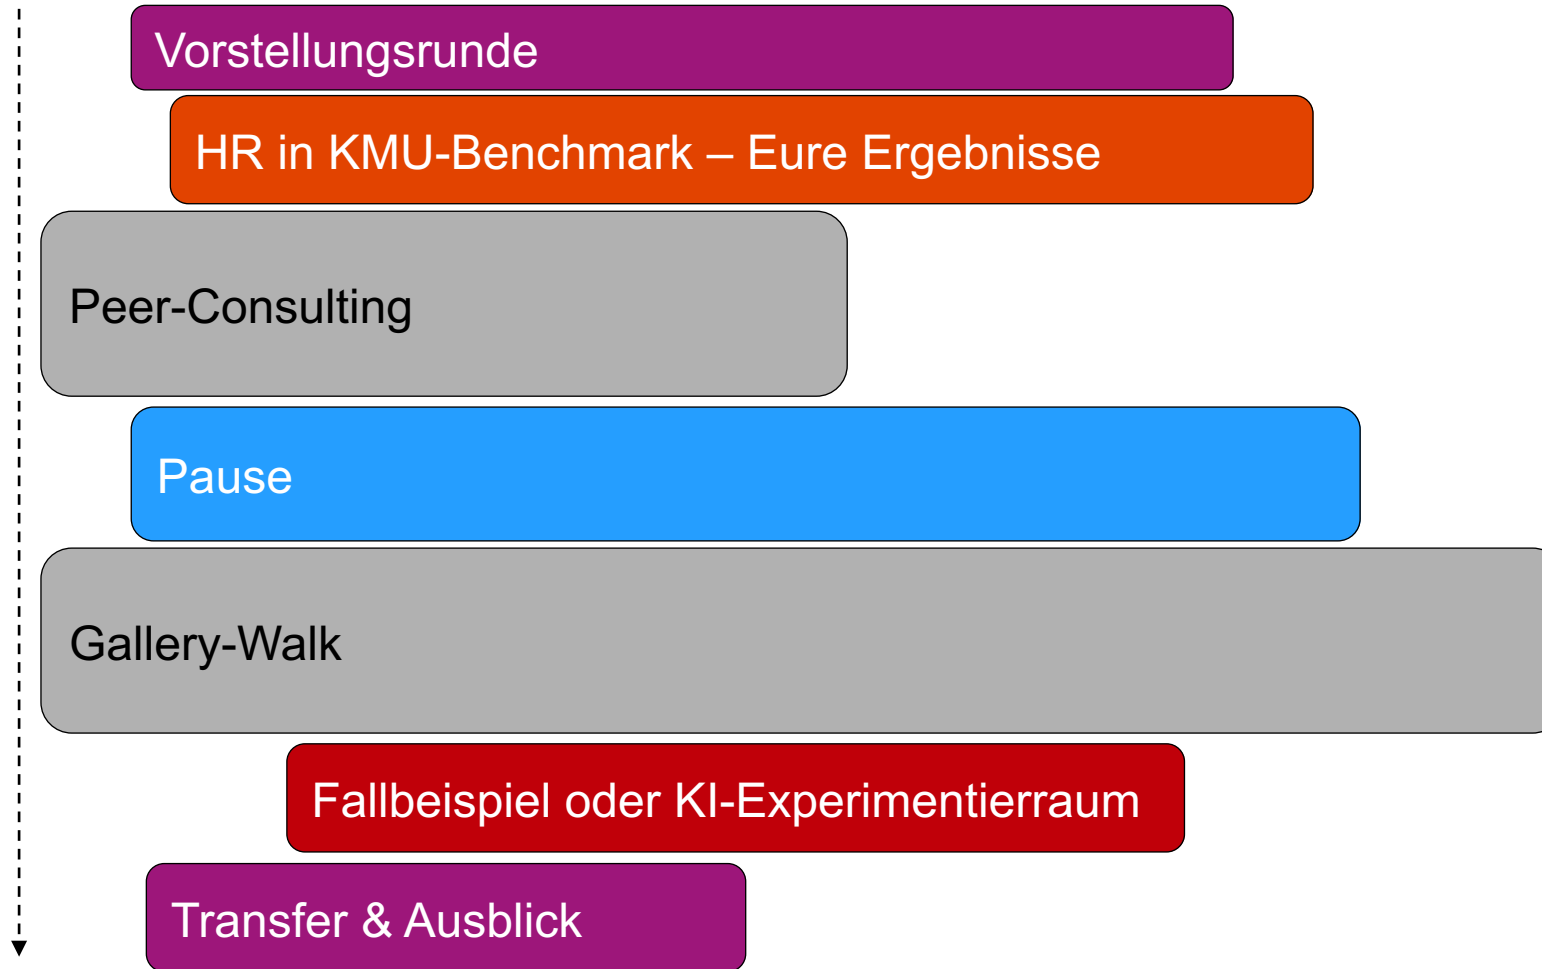 Vorstellungsrunde
HR in KMU-Benchmark – Eure Ergebnisse
Peer-Consulting
Pause
Gallery-Walk
Fallbeispiel oder KI-Experimentierraum
Transfer & Ausblick